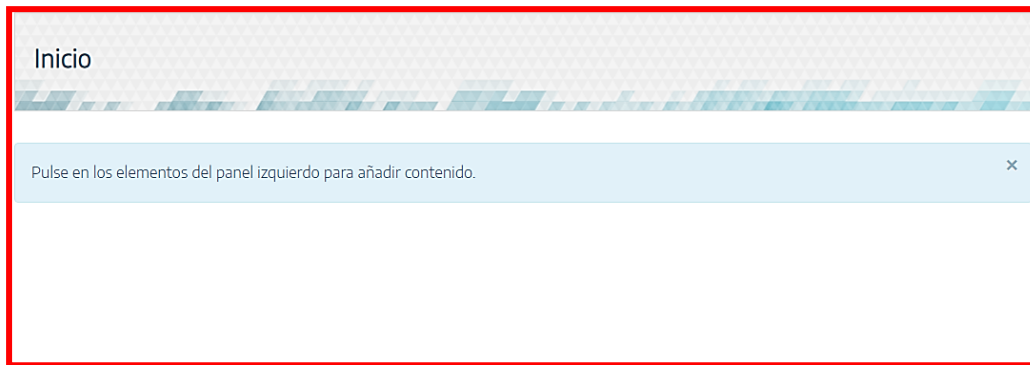 Inicio
Pulse en los elementos del panel izquierdo para añadir contenido.
×